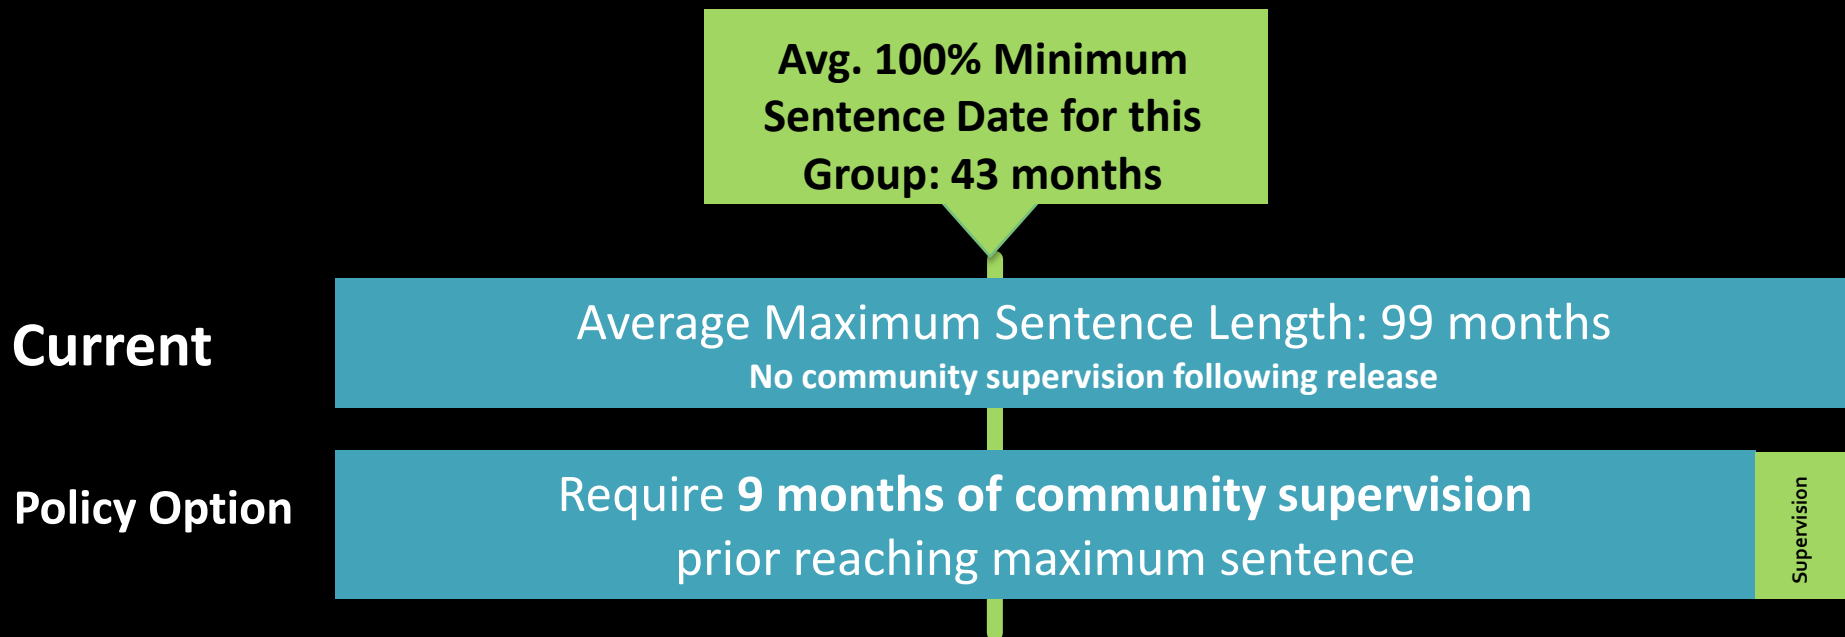 Avg. 100% Minimum
Sentence Date for this
Group: 43 months
Current
Average Maximum Sentence Length: 99 months
No community supervision following release
Policy Option
Require 9 months of community supervision
prior reaching maximum sentence
Supervision